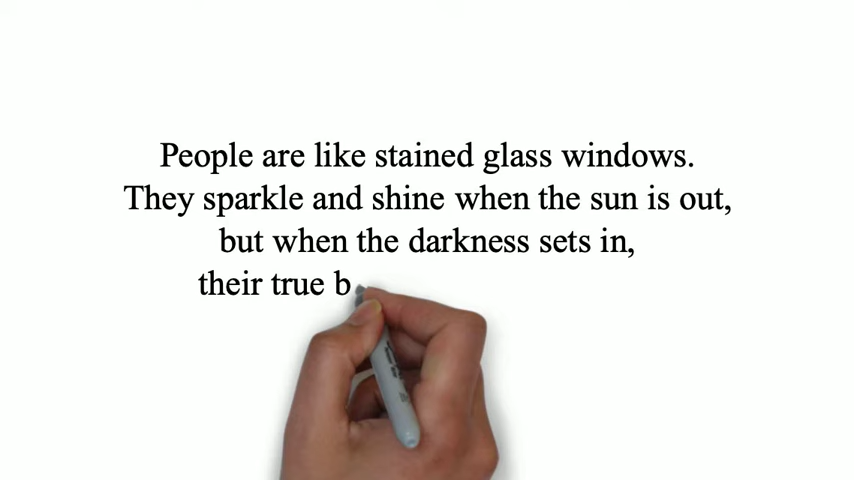 People are like stained glass windows.
They sparkle and shine when the sun is out,
but when the darkness sets in,
their true b